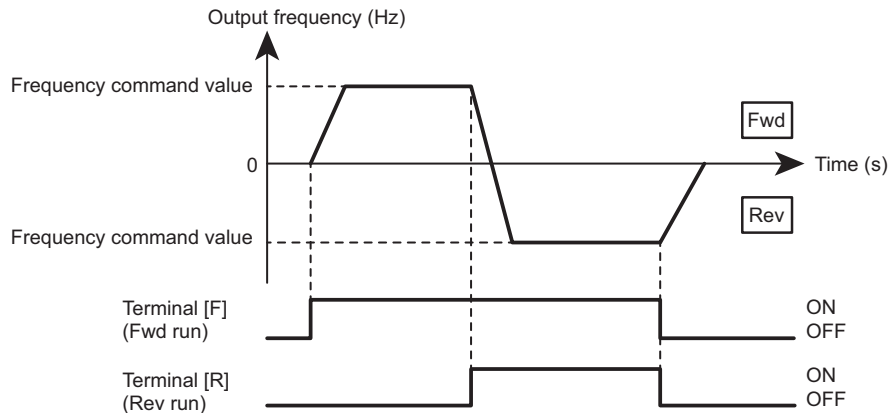 Output frequency (Hz)
Frequency command value
Fwd
0
Time (s)
Rev
Frequency command value
Terminal [F]
(Fwd run)
ON
OFF
Terminal [R]
(Rev run)
ON
OFF